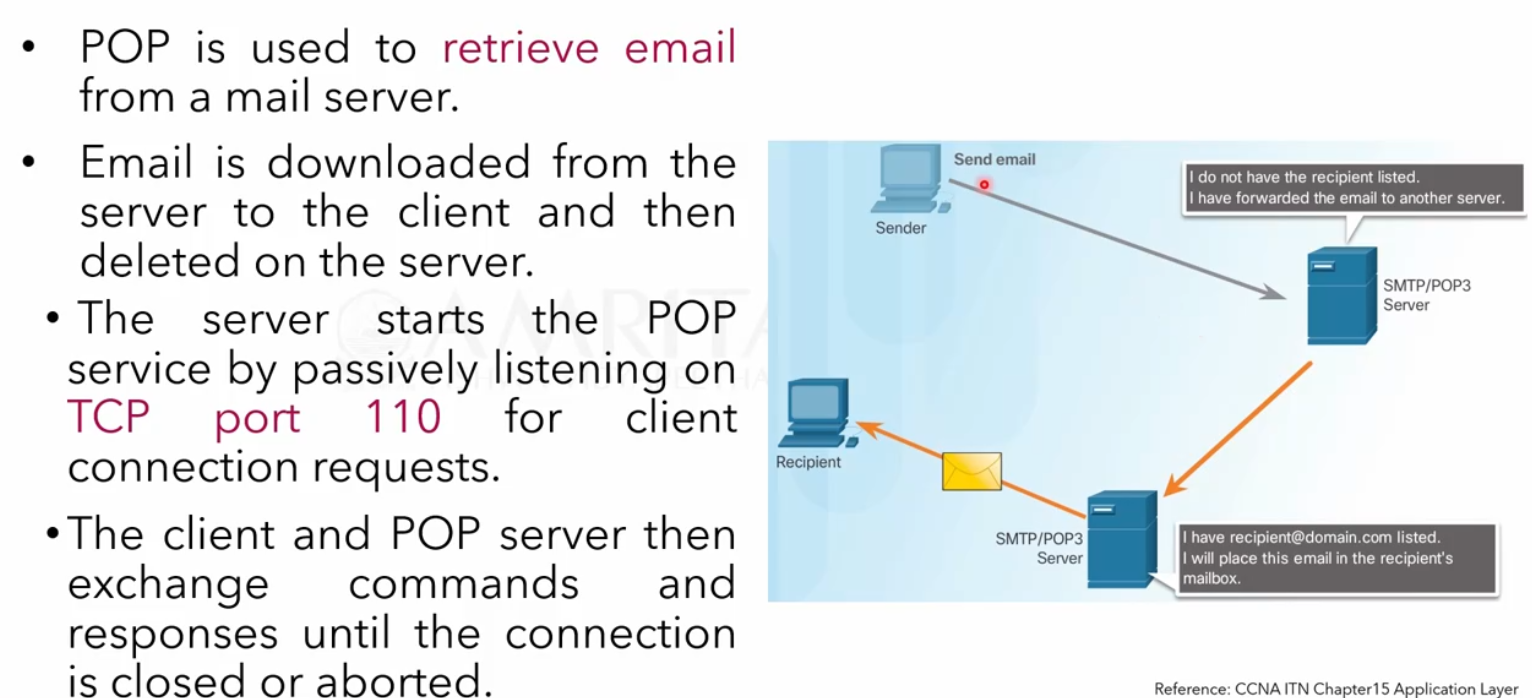 • POP is used to retrieve email
from a mail server.
• Email is downloaded from the
server to the client and then
deleted on the server.
• The server starts the POP
service by passively listening on
TCP port 110 for client
connection requests.
• The client and POP server then
exchange commands and
responses until the connection
is closed or aborted.
AMRITA
Send email
Sender
I do not have the recipient listed.
I have forwarded the email to another server.
SMTP/POP3
Server
Recipient
SMTP/POP3
Server
I have recipient@domain.com listed.
I will place this email in the recipient's
mailbox.
Reference: CCNA ITN Chapter15 Application Layer